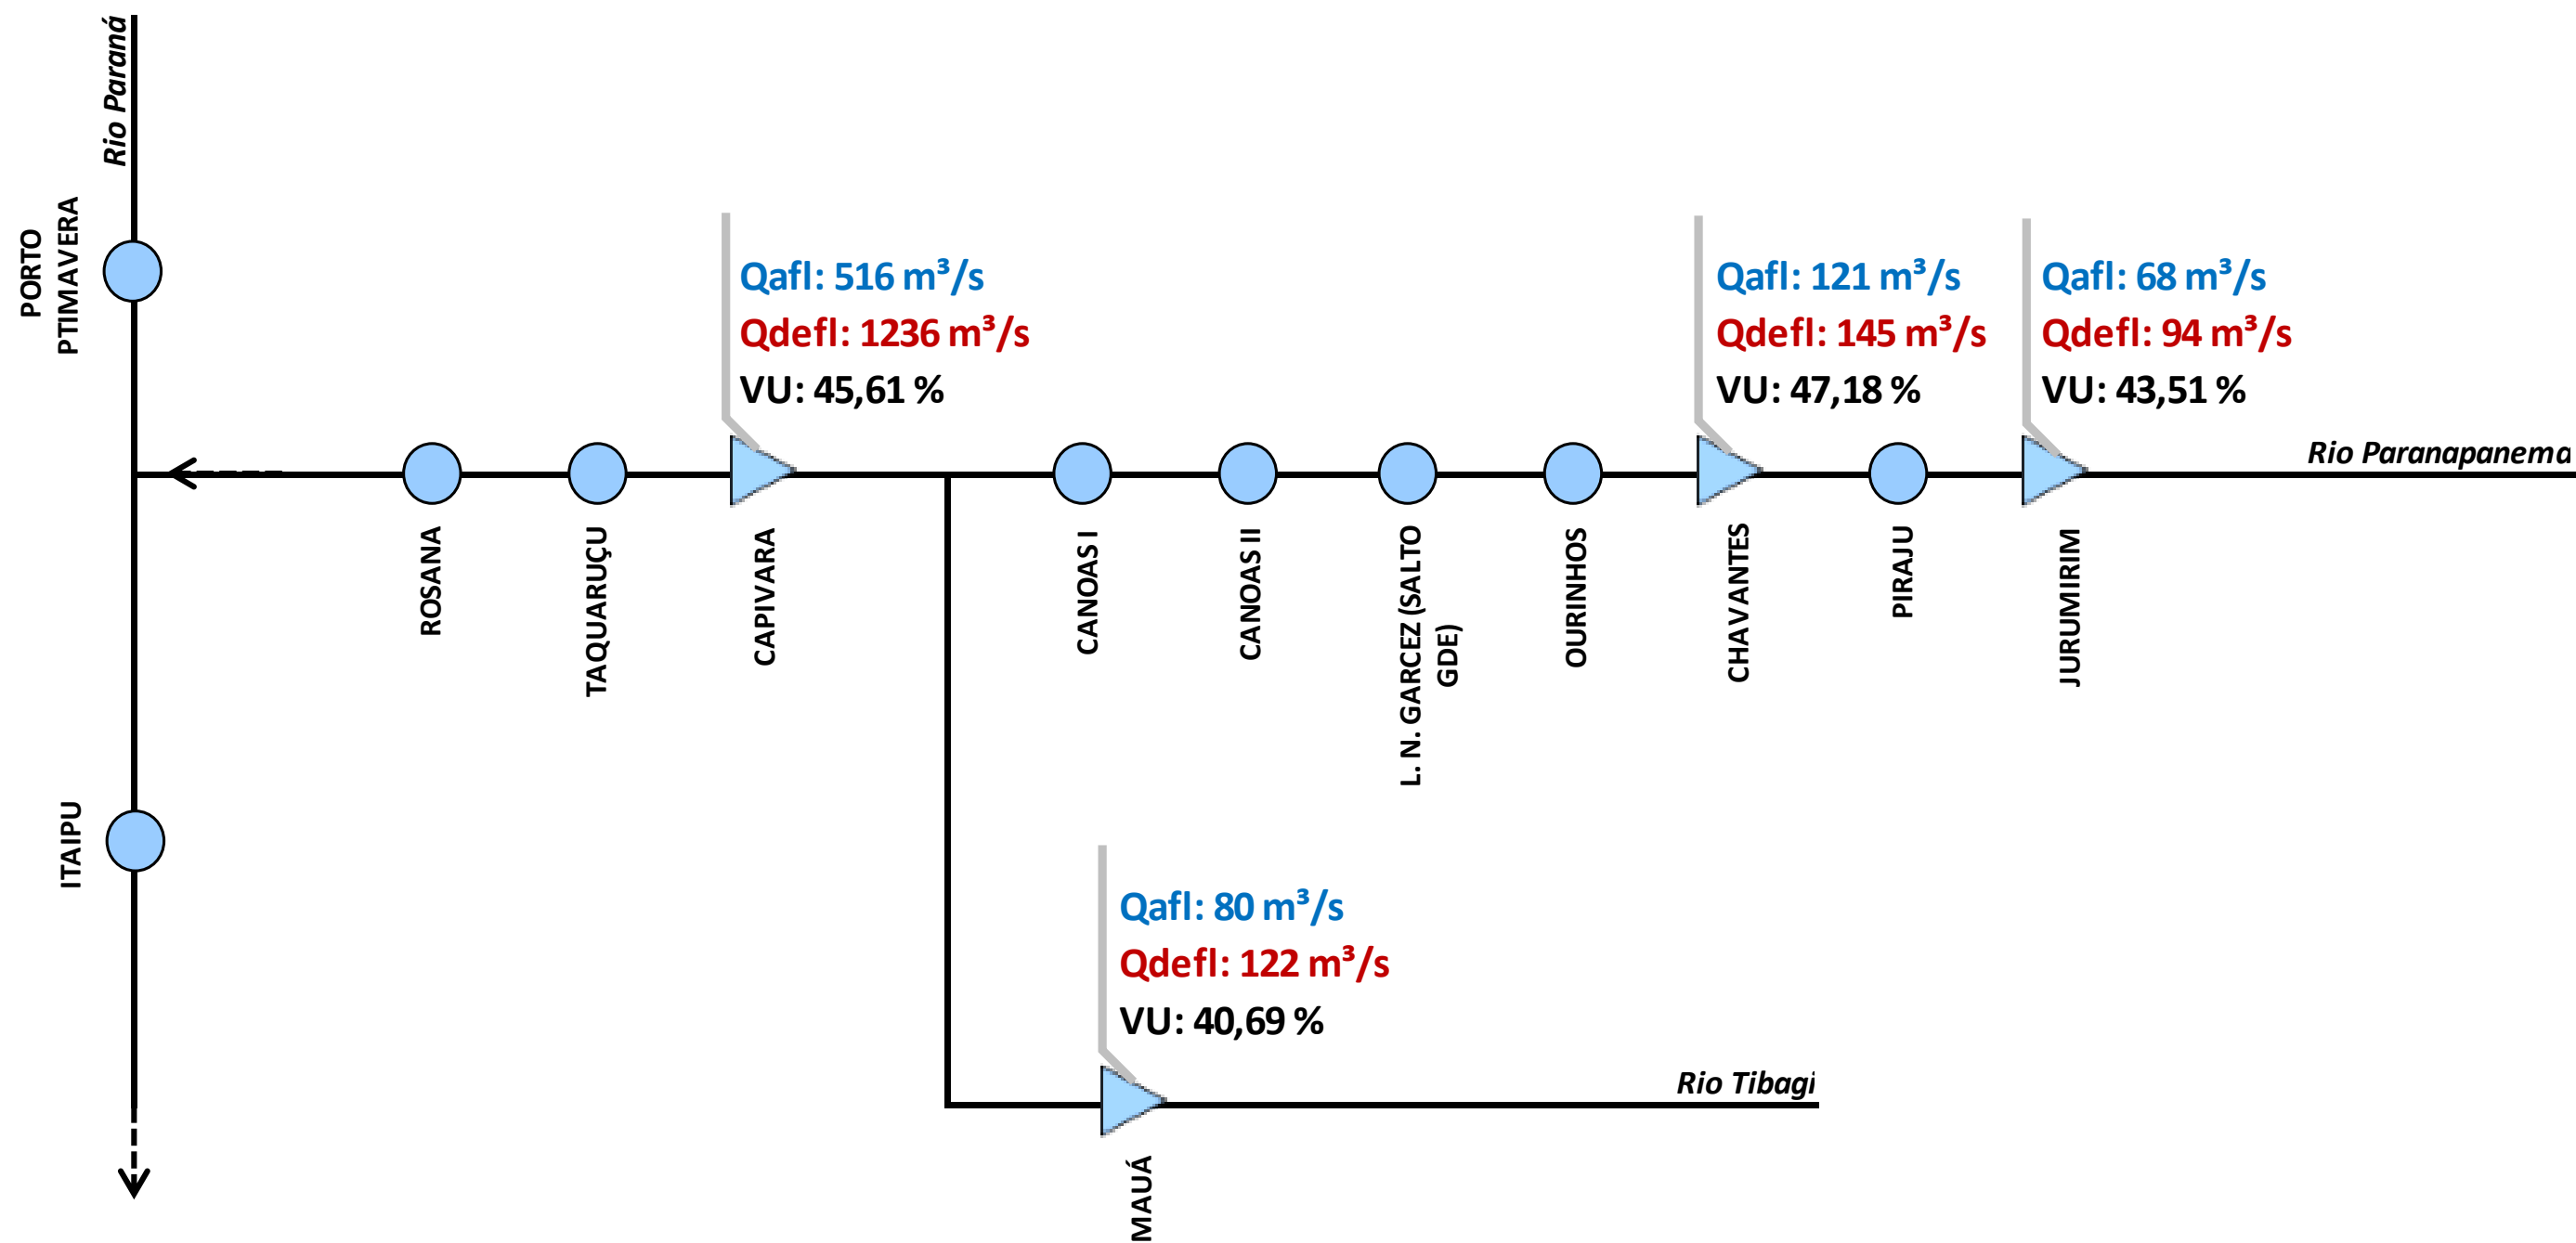 Rio Paraná
PORTO
PTIMAVERA
Qafl: 516 m³/s
Qdefl: 1236 m³/s
VU: 45,61 %
Qafl: 121 m³/s
Qdefl: 145 m³/s
VU: 47,18 %
Qafl: 68 m³/s
Qdefl: 94 m³/s
VU: 43,51 %
Rio Paranapanema
ROSANA
TAQUARUÇU
CAPIVARA
CANOAS I
CANOAS II
L. N. GARCEZ (SALTO
GDE)
OURINHOS
CHAVANTES
PIRAJU
JURUMIRIM
ITAIPU
Qafl: 80 m³/s
Qdefl: 122 m³/s
VU: 40,69 %
Rio Tibagi
MAUÁ